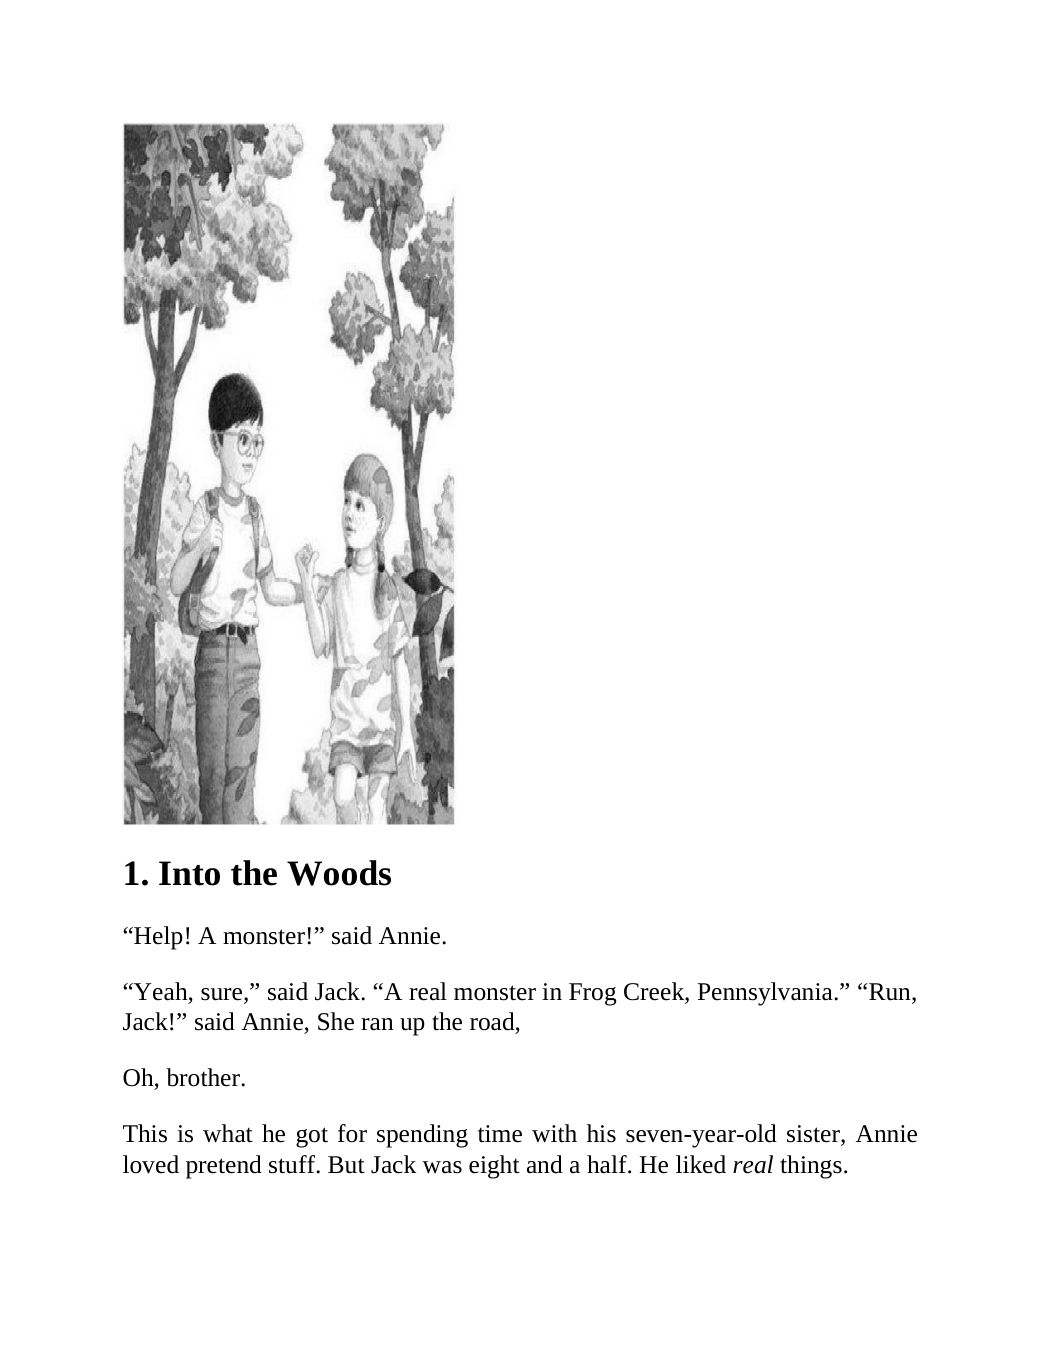 1. Into the Woods
“Help! A monster!” said Annie.
“Yeah, sure,” said Jack. “A real monster in Frog Creek, Pennsylvania.” “Run,
Jack!” said Annie, She ran up the road,
Oh, brother.
This is what he got for spending time with his seven-year-old sister, Annie
loved pretend stuff. But Jack was eight and a half. He liked real things.